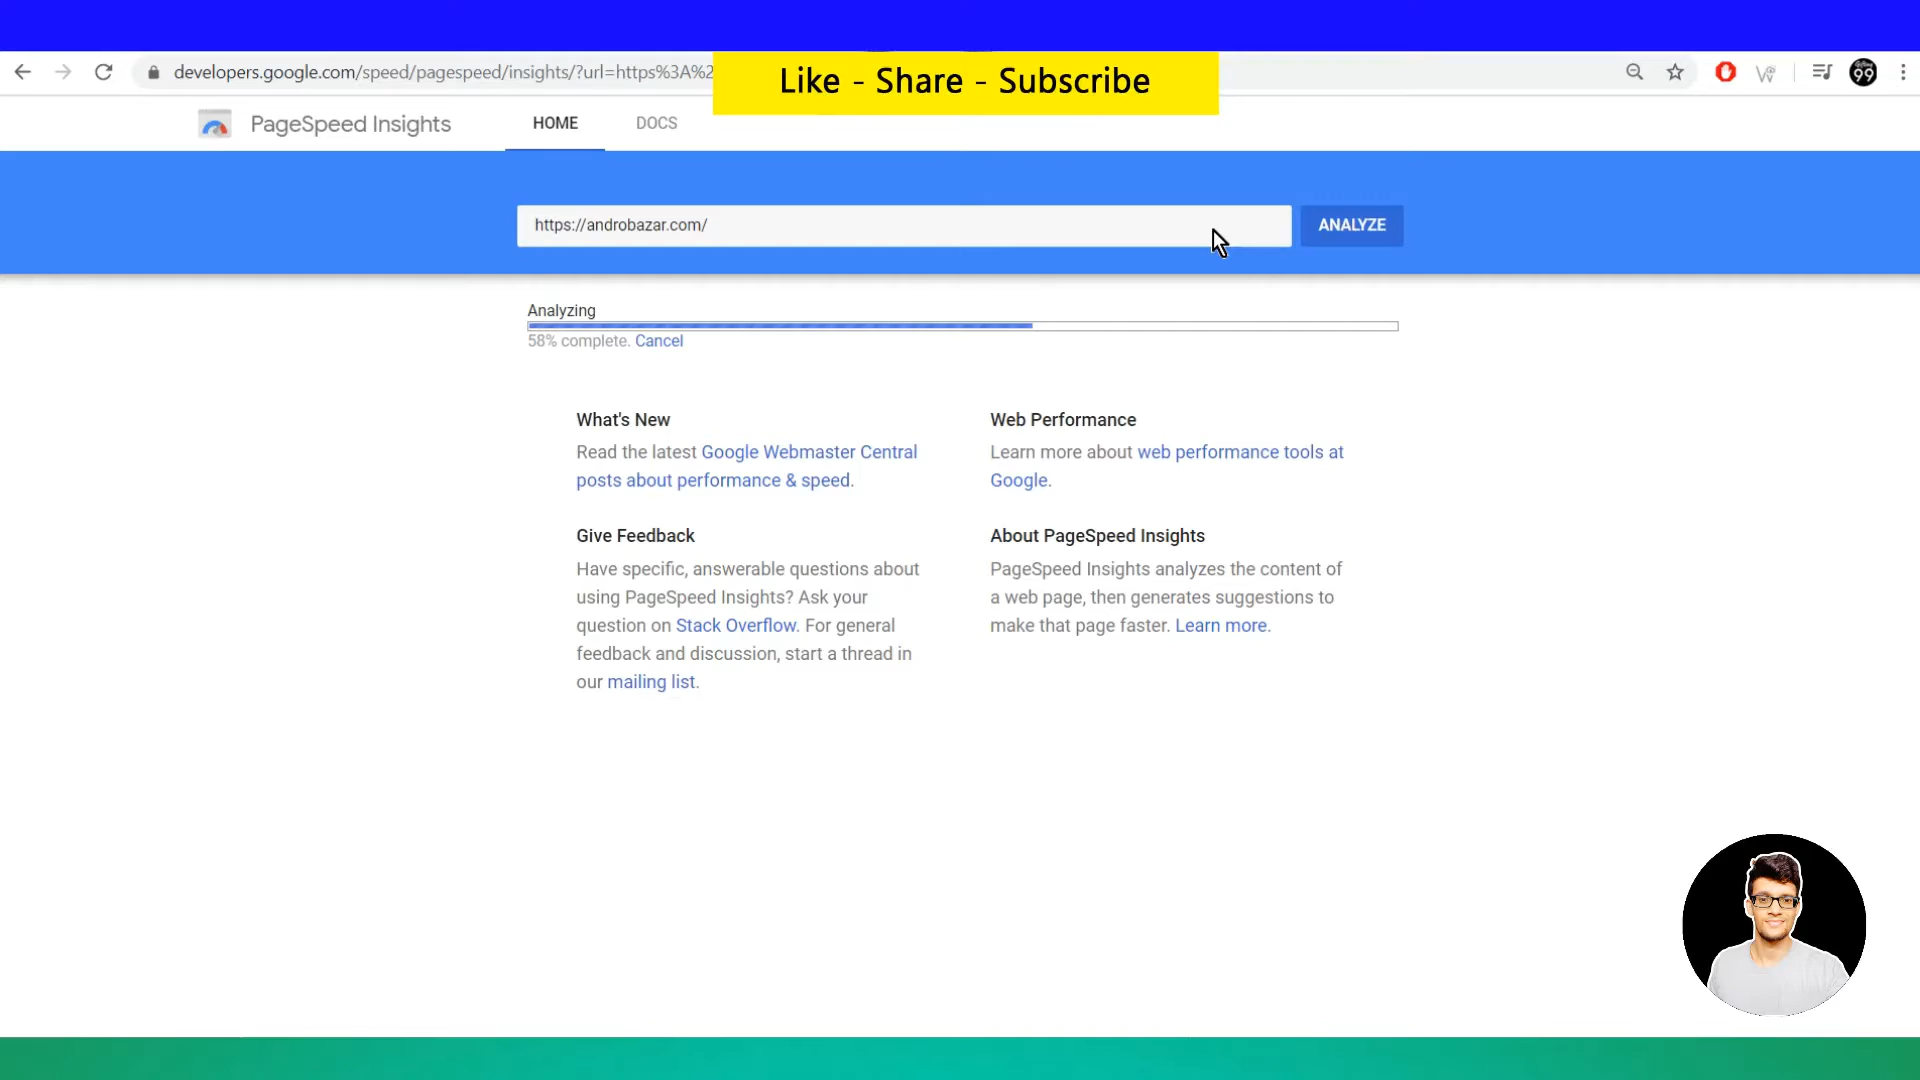 developers.google.com/speed/pagespeed/insights/?url=https%3A%2
Like - Share - Subscribe
99
PageSpeed Insights
HOME
DOCS
https://androbazar.com/
ANALYZE
Analyzing
58% complete. Cancel
What's New
Read the latest Google Webmaster Central
posts about performance & speed.
Web Performance
Learn more about web performance tools at
Google.
Give Feedback
Have specific, answerable questions about
using PageSpeed Insights? Ask your
question on Stack Overflow. For general
feedback and discussion, start a thread in
our mailing list.
About PageSpeed Insights
PageSpeed Insights analyzes the content of
a web page, then generates suggestions to
make that page faster. Learn more.